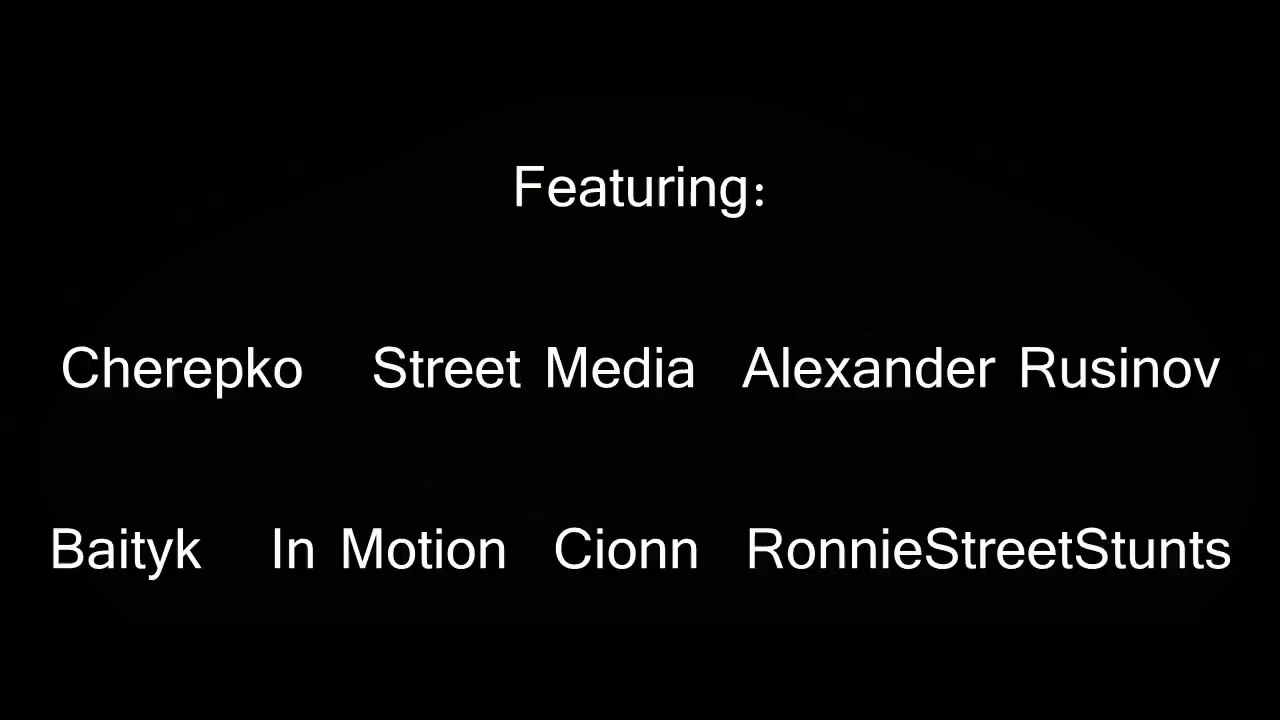 Featuring:
Cherepko Street Media Alexander Rusinov
Baityk In Motion Cionn RonnieStreetStunts